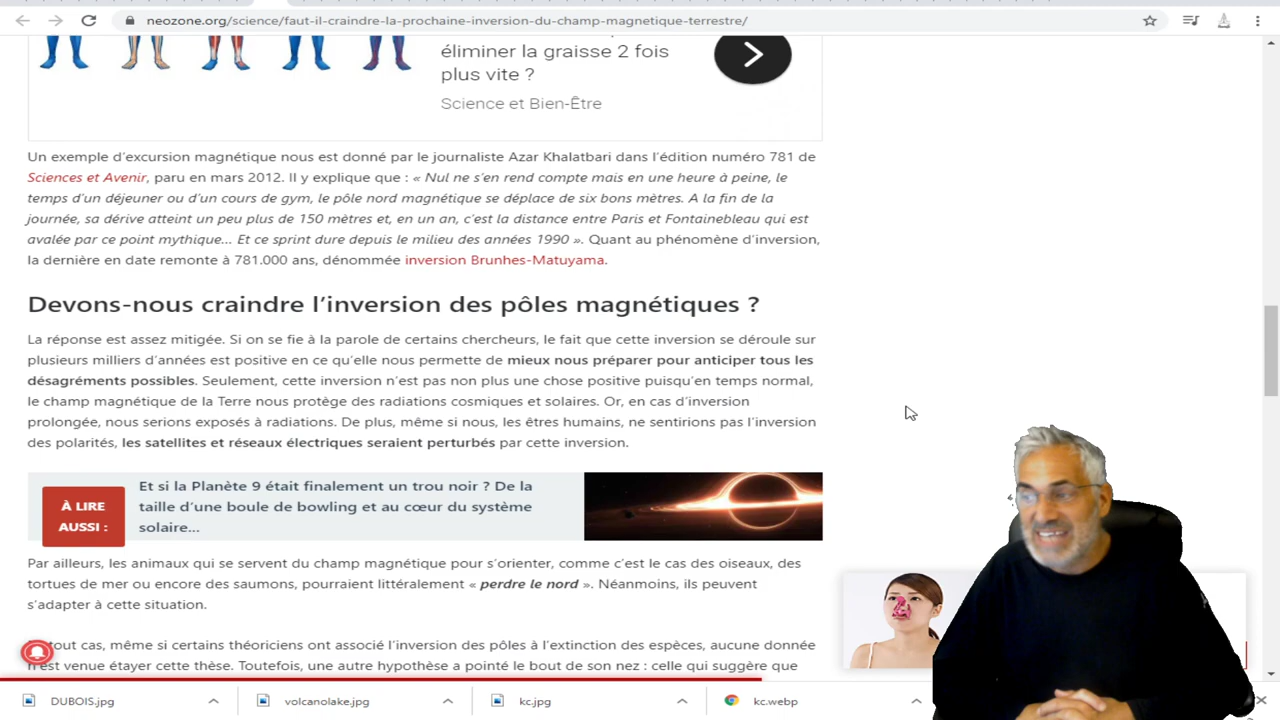 neozone.org/science/faut-il-craindre-la-prochaine-inversion-du-champ-magnetique-terrestre/
éliminer la graisse 2 fois
plus vite ?
Science et Bien-Être
Un exemple d'excursion magnétique nous est donné par le journaliste Azar Khalatbari dans l'édition numéro 781 de
Sciences et Avenir, paru en mars 2012. Il y explique que : « Nul ne s'en rend compte mais en une heure à peine, le
temps d'un déjeuner ou d'un cours de gym, le pôle nord magnétique se déplace de six bons mètres. A la fin de la
journée, sa dérive atteint un peu plus de 150 mètres et, en un an, c'est la distance entre Paris et Fontainebleau qui est
avalée par ce point mythique... Et ce sprint dure depuis le milieu des années 1990 ». Quant au phénomène d'inversion,
la dernière en date remonte à 781.000 ans, dénommée inversion Brunhes-Matuyama.
Devons-nous craindre l'inversion des pôles magnétiques ?
La réponse est assez mitigée. Si on se fie à la parole de certains chercheurs, le fait que cette inversion se déroule sur
plusieurs milliers d'années est positive en ce qu'elle nous permette de mieux nous préparer pour anticiper tous les
désagréments possibles. Seulement, cette inversion n'est pas non plus une chose positive puisqu'en temps normal,
le champ magnétique de la Terre nous protège des radiations cosmiques et solaires. Or, en cas d'inversion
prolongée, nous serions exposés à radiations. De plus, même si nous, les êtres humains, ne sentirions pas l'inversion
des polarités, les satellites et réseaux électriques seraient perturbés par cette inversion.
À LIRE
AUSSI :
Et si la Planète 9 était finalement un trou noir ? De la
taille d'une boule de bowling et au cœur du système
solaire...
Par ailleurs, les animaux qui se servent du champ magnétique pour s'orienter, comme c'est le cas des oiseaux, des
tortues de mer ou encore des saumons, pourraient littéralement « perdre le nord ». Néanmoins, ils peuvent
s'adapter à cette situation.
tout cas, même si certains théoriciens ont associé l'inversion des pôles à l'extinction des espèces, aucune donnée
n'est venue étayer cette thèse. Toutefois, une autre hypothèse a pointé le bout de son nez : celle qui suggère que
DUBOIS.jpg
volcanolake.jpg
kc.jpg
kc.webp